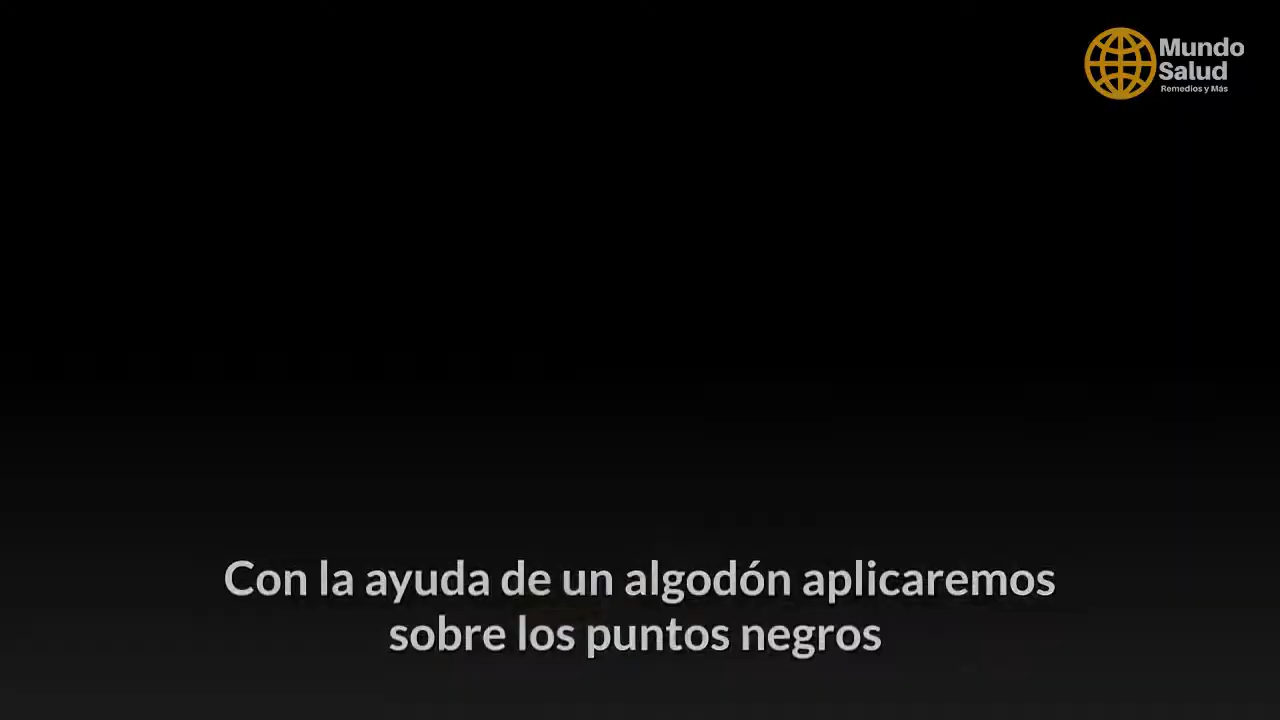 Mundo
Salud
Remedios y Más
Con la ayuda de un algodón aplicaremos
sobre los puntos negros